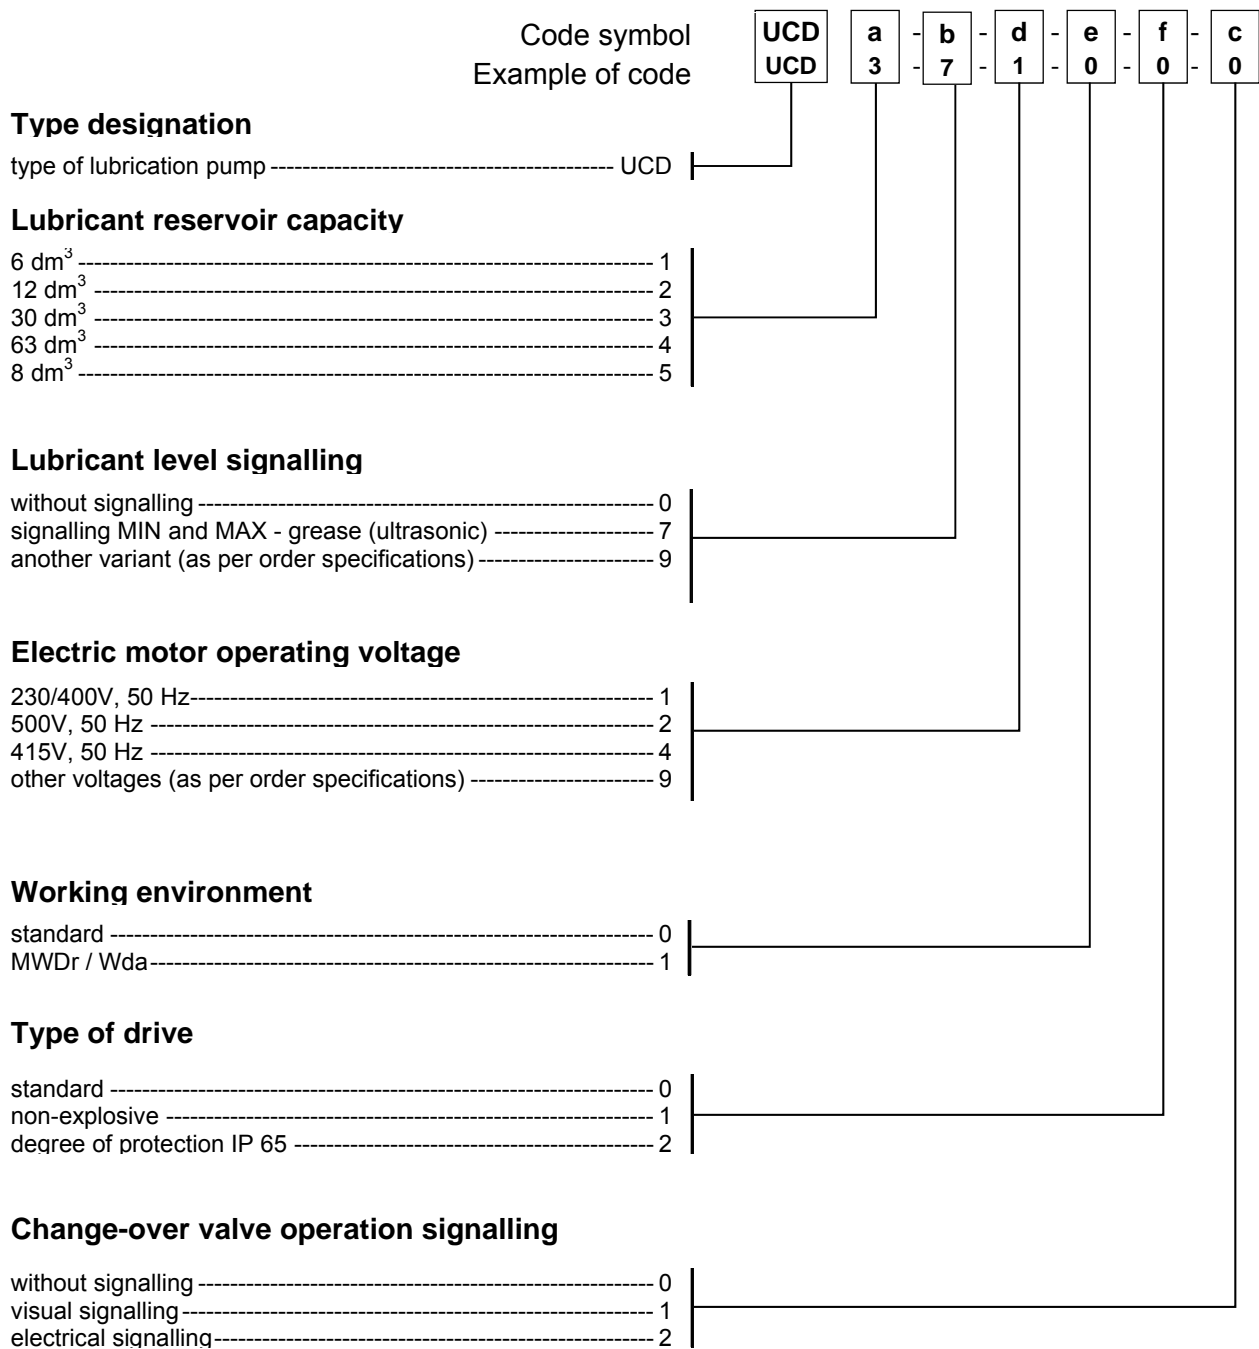 Code symbol UCD a - b - d - e - f - c
Example of code UCD 3 - 7 - 1 - 0 - 0 - 0
Type designation
type of lubrication pump ------------------------------------------- UCD
Lubricant reservoir capacity
6 dm³ ------------------------------------------------------------------------ 1
12 dm³ ---------------------------------------------------------------------- 2
30 dm³ ---------------------------------------------------------------------- 3
63 dm³ ---------------------------------------------------------------------- 4
8 dm³ ------------------------------------------------------------------------ 5
Lubricant level signalling
without signalling --------------------------------------------------------- 0
signalling MIN and MAX - grease (ultrasonic) -------------------- 7
another variant (as per order specifications) ---------------------- 9
Electric motor operating voltage
230/400V, 50 Hz---------------------------------------------------------- 1
500V, 50 Hz --------------------------------------------------------------- 2
415V, 50 Hz --------------------------------------------------------------- 4
other voltages (as per order specifications) ----------------------- 9
Working environment
standard -------------------------------------------------------------------- 0
MWDr / Wda--------------------------------------------------------------- 1
Type of drive
standard -------------------------------------------------------------------- 0
non-explosive ------------------------------------------------------------- 1
degree of protection IP 65 --------------------------------------------- 2
Change-over valve operation signalling
without signalling --------------------------------------------------------- 0
visual signalling ----------------------------------------------------------- 1
electrical signalling------------------------------------------------------- 2